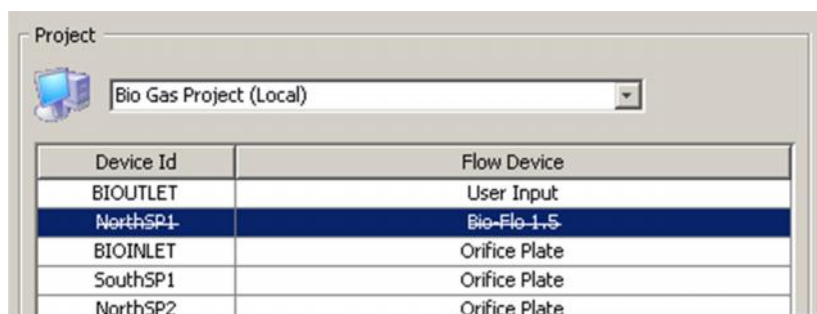 Project
Bio Gas Project (Local)
Device Id Flow Device
BIOUTLET User Input
NorthSP1 Bio-Flo 1.5
BIOINLET Orifice Plate
SouthSP1 Orifice Plate
NorthSP2 Orifice Plate